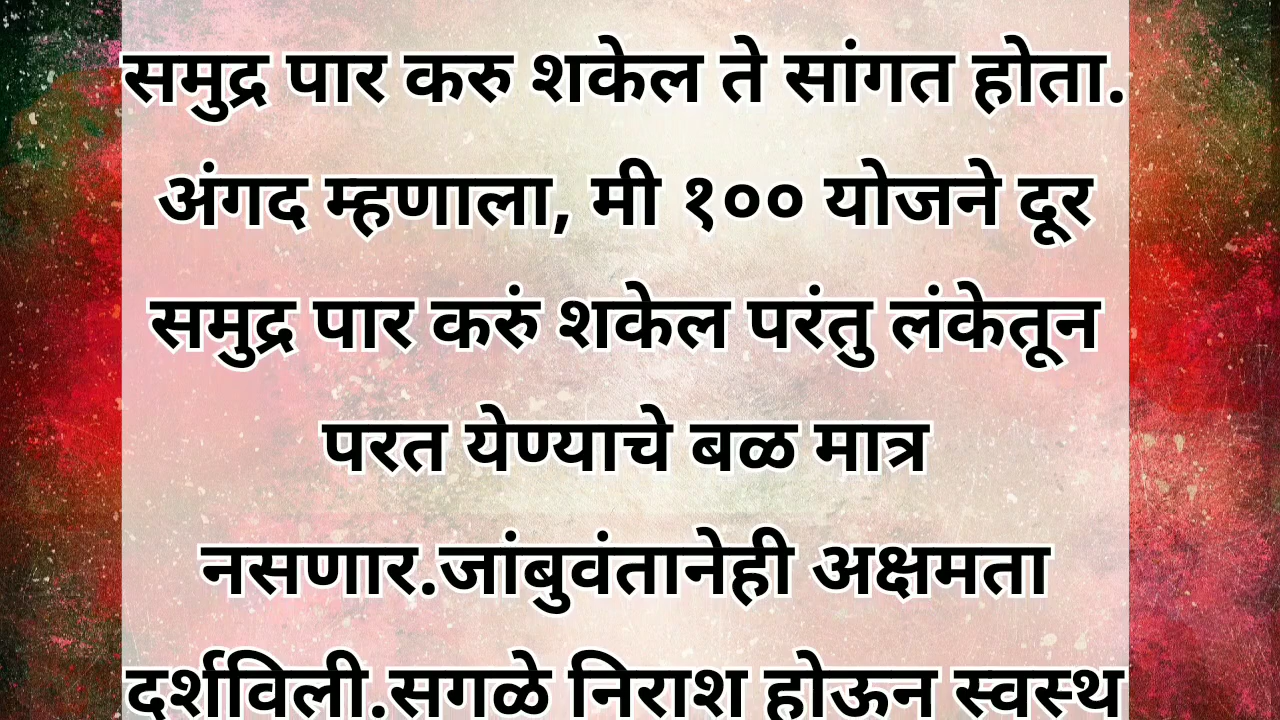 समुद्र पार करु शकेल ते सांगत होता.
अंगद म्हणाला, मी १०० योजने दूर
समुद्र पार करुं शकेल परंतु लंकेतून
परत येण्याचे बळ मात्र
नसणार.जांबुवंतानेही अक्षमता
दर्शविली.सगळे निराश होऊन स्वस्थ